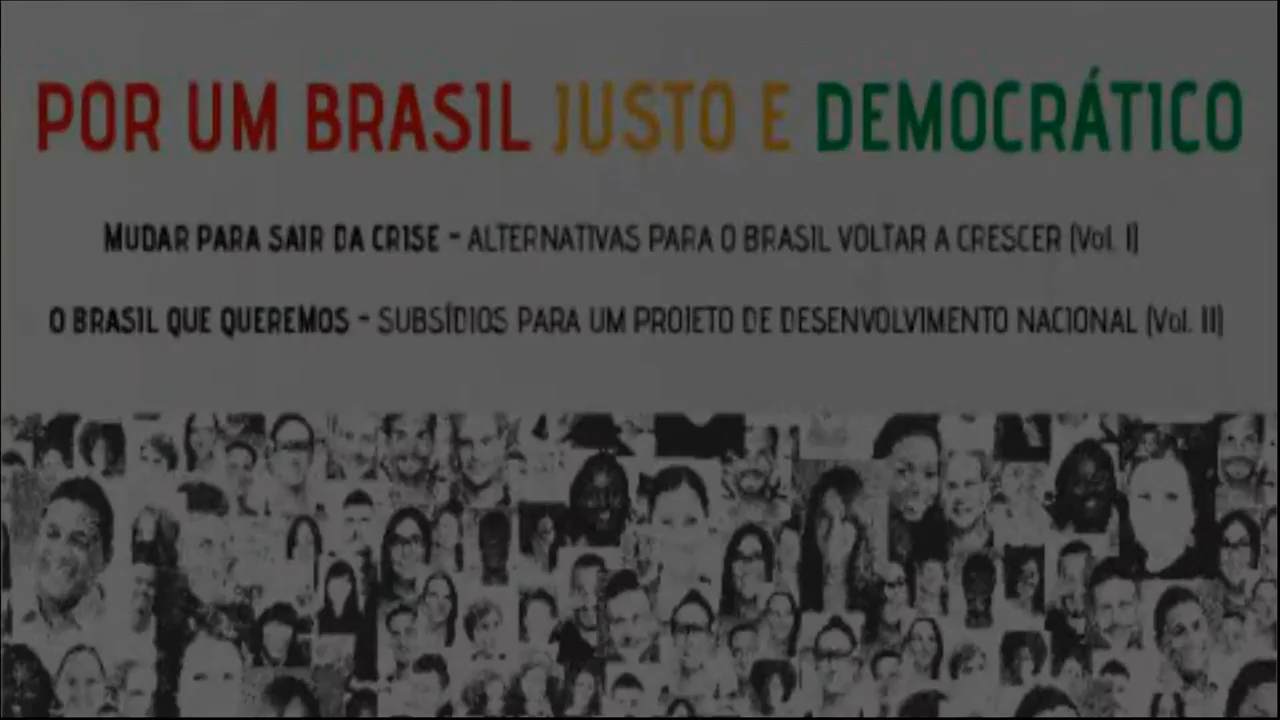 POR UM BRASIL JUSTO E DEMOCRÁTICO
MUDAR PARA SAIR DA CRISE - ALTERNATIVAS PARA O BRASIL VOLTAR A CRESCER (Vol. I)
O BRASIL QUE QUEREMOS - SUBSÍDIOS PARA UM PROJETO DE DESENVOLVIMENTO NACIONAL (Vol. II)